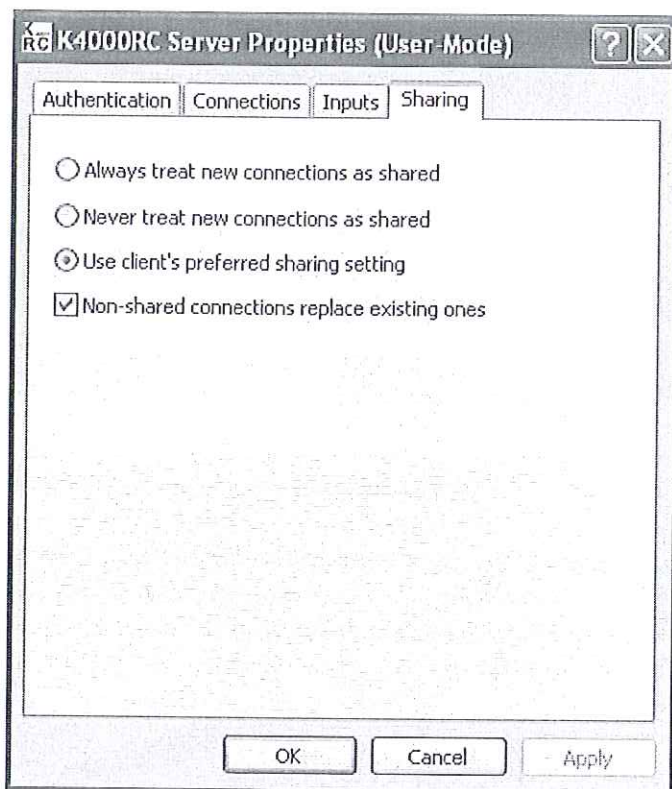 K
RC K4000RC Server Properties (User-Mode) ? X
Authentication Connections Inputs Sharing
Always treat new connections as shared
Never treat new connections as shared
Use client's preferred sharing setting
Non-shared connections replace existing ones
OK Cancel Apply